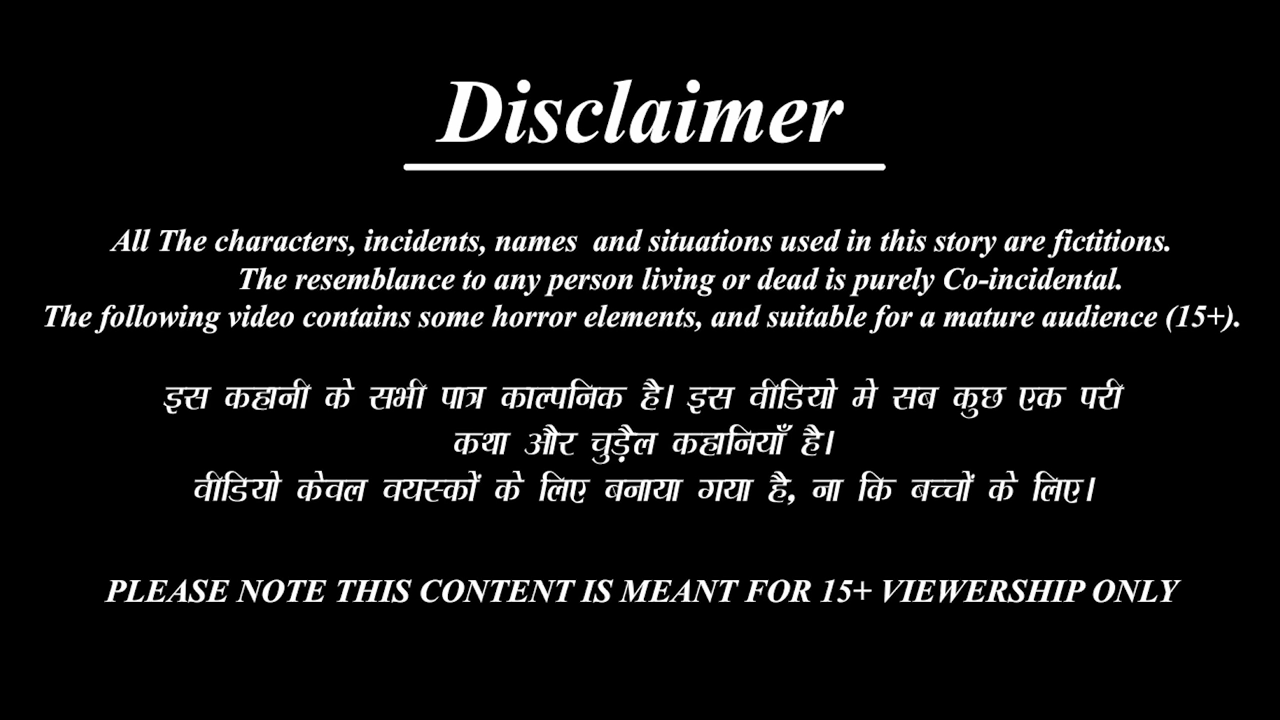 Disclaimer
All The characters, incidents, names and situations used in this story are fictitions.
The resemblance to any person living or dead is purely Co-incidental.
The following video contains some horror elements, and suitable for a mature audience (15+).
इस कहानी के सभी पात्र काल्पनिक है। इस वीडियो मे सब कुछ एक परी
कथा और चुड़ैल कहानियाँ है।
वीडियो केवल वयस्कों के लिए बनाया गया है, ना कि बच्चों के लिए।
PLEASE NOTE THIS CONTENT IS MEANT FOR 15+ VIEWERSHIP ONLY